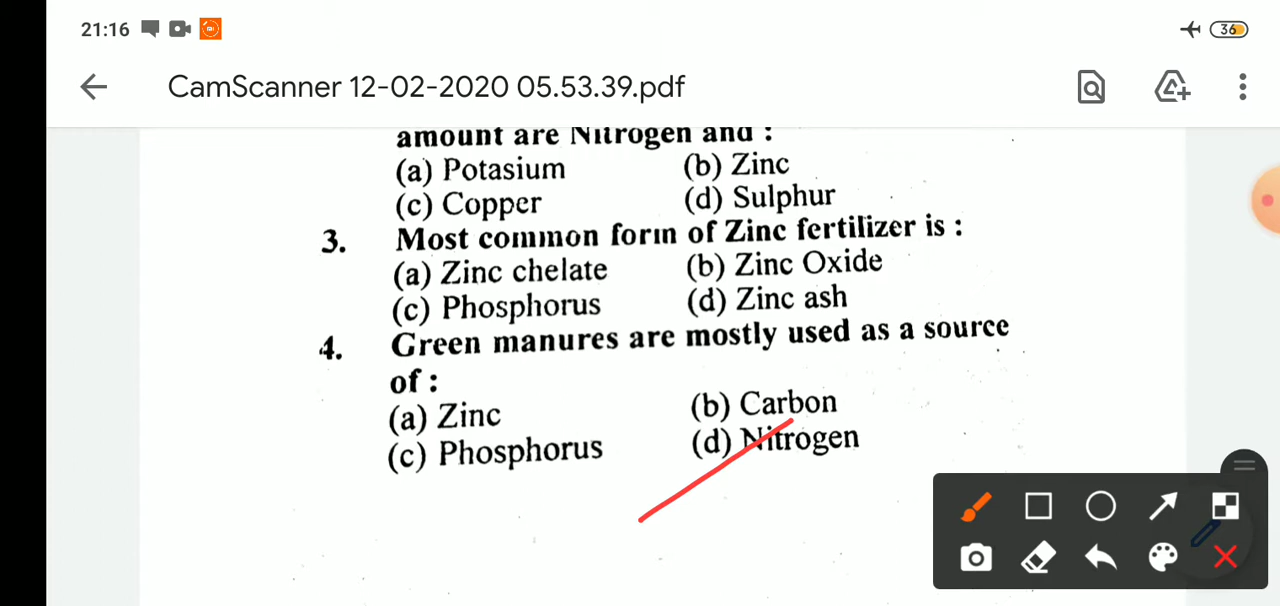 21:16
36
CamScanner 12-02-2020 05.53.39.pdf
amount are Nitrogen and :
(a) Potasium (b) Zinc
(c) Copper (d) Sulphur
3. Most common form of Zinc fertilizer is :
(a) Zinc chelate (b) Zinc Oxide
(c) Phosphorus (d) Zinc ash
4. Green manures are mostly used as a source
of :
(a) Zinc (b) Carbon
(c) Phosphorus (d) Nitrogen